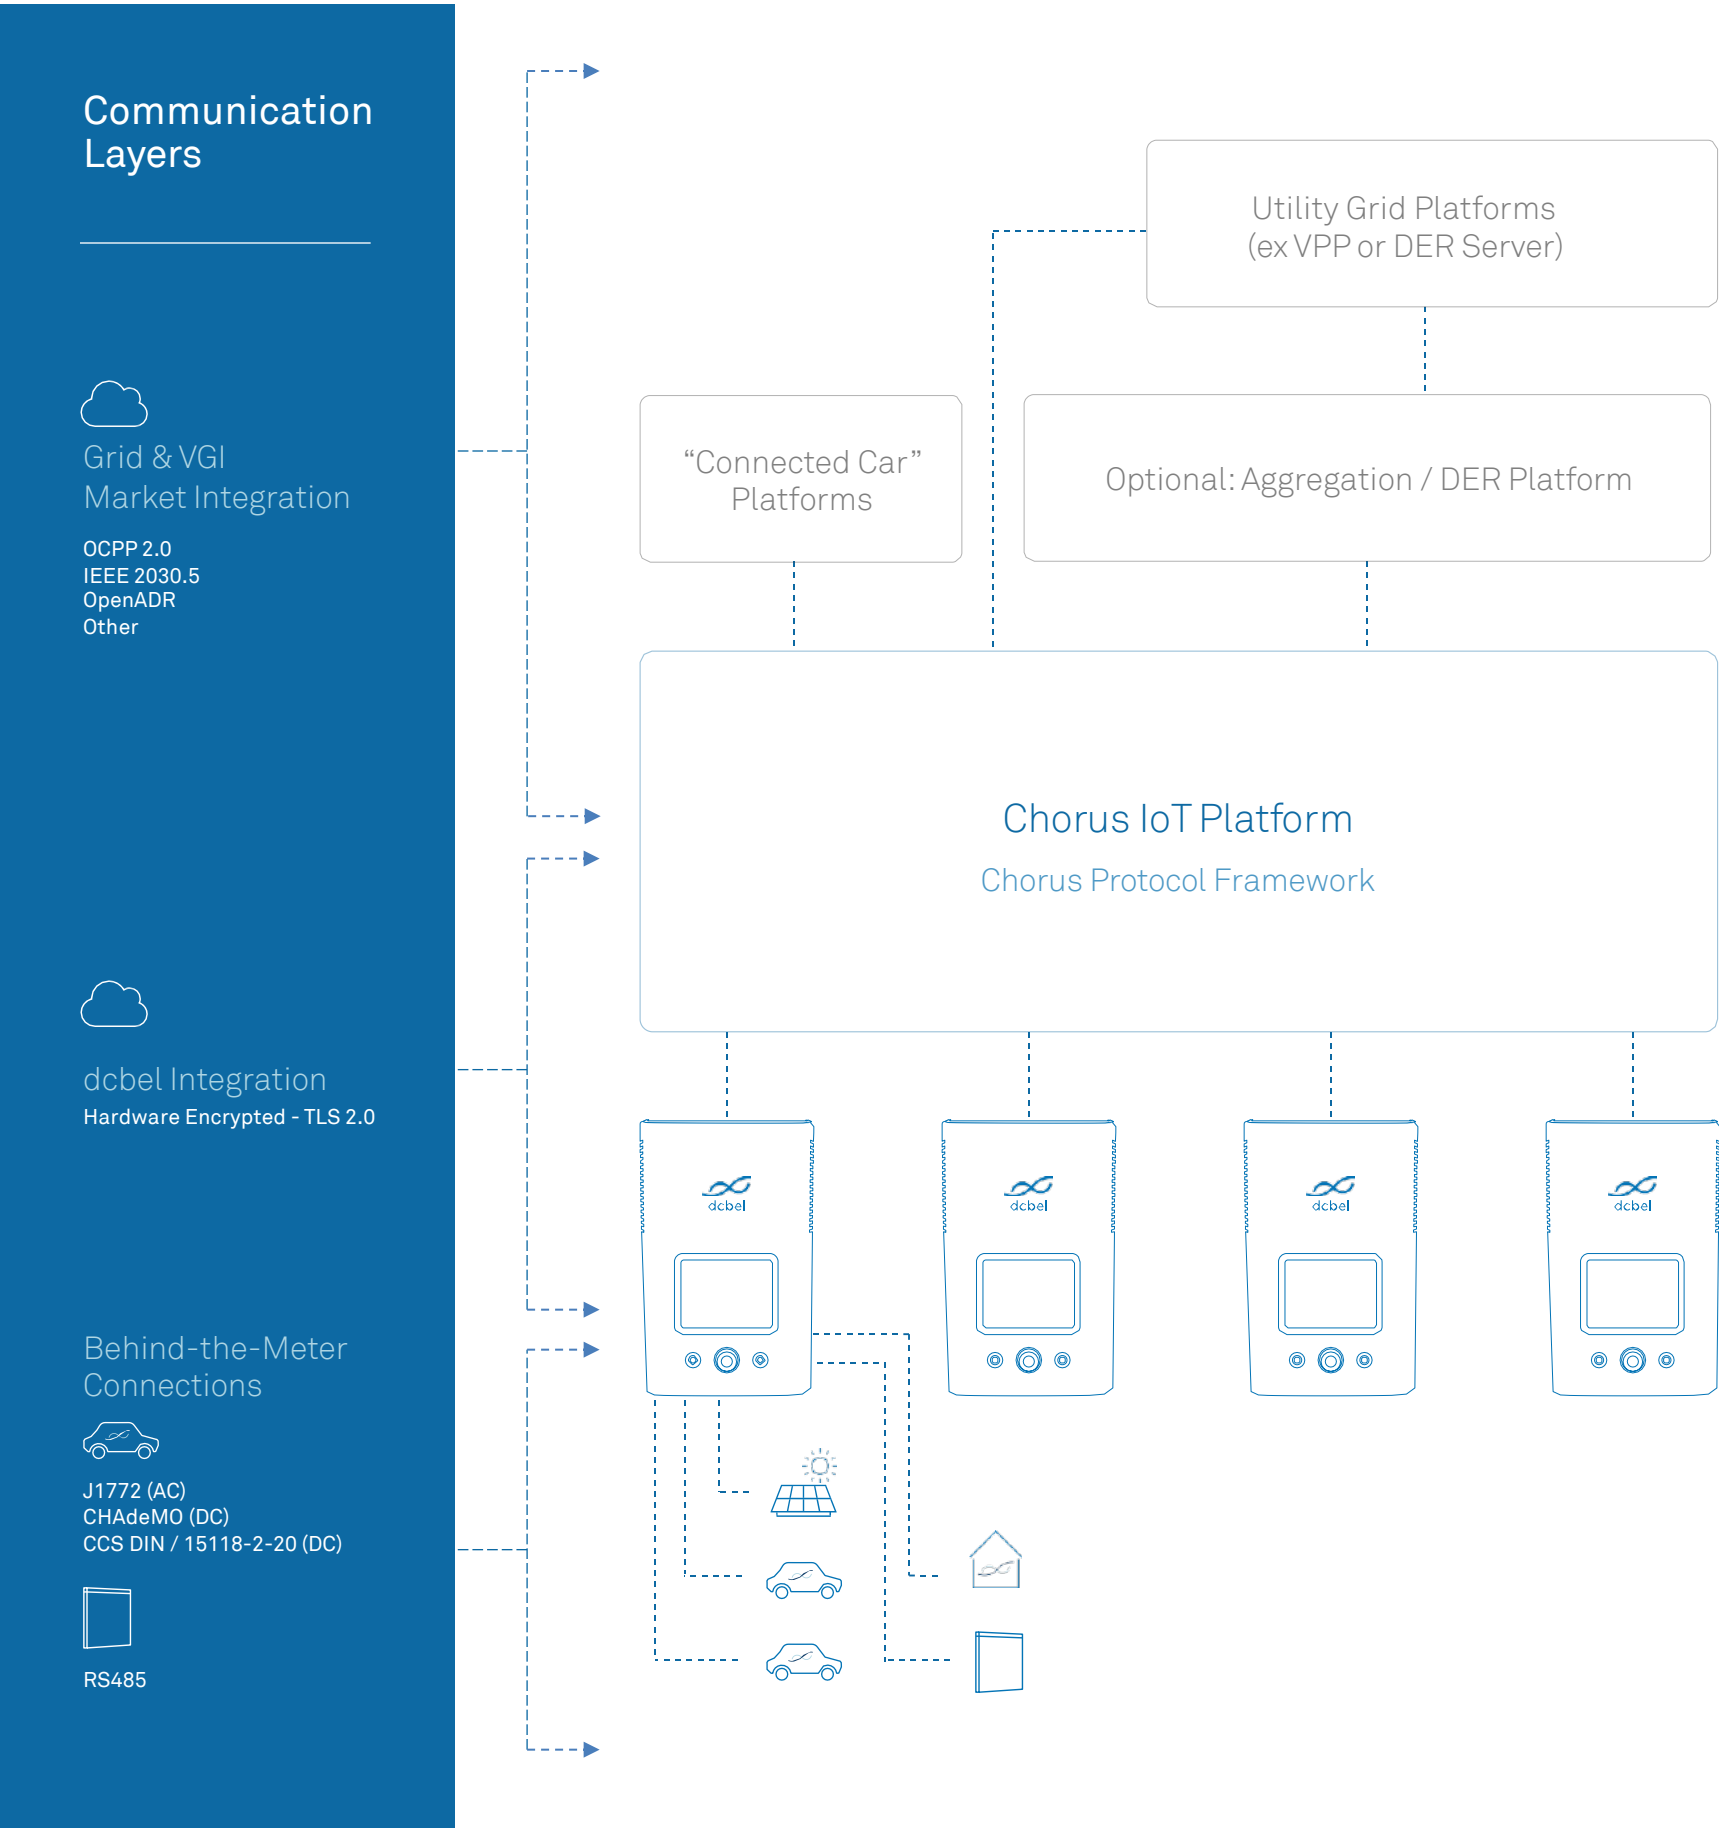 Communication
Layers
Grid & VGI
Market Integration
OCPP 2.0
IEEE 2030.5
OpenADR
Other
dcbel Integration
Hardware Encrypted - TLS 2.0
Behind-the-Meter
Connections
J1772 (AC)
CHAdeMO (DC)
CCS DIN / 15118-2-20 (DC)
RS485
Utility Grid Platforms
(ex VPP or DER Server)
“Connected Car”
Platforms
Optional: Aggregation / DER Platform
Chorus IoT Platform
Chorus Protocol Framework
dcbel
dcbel
dcbel
dcbel